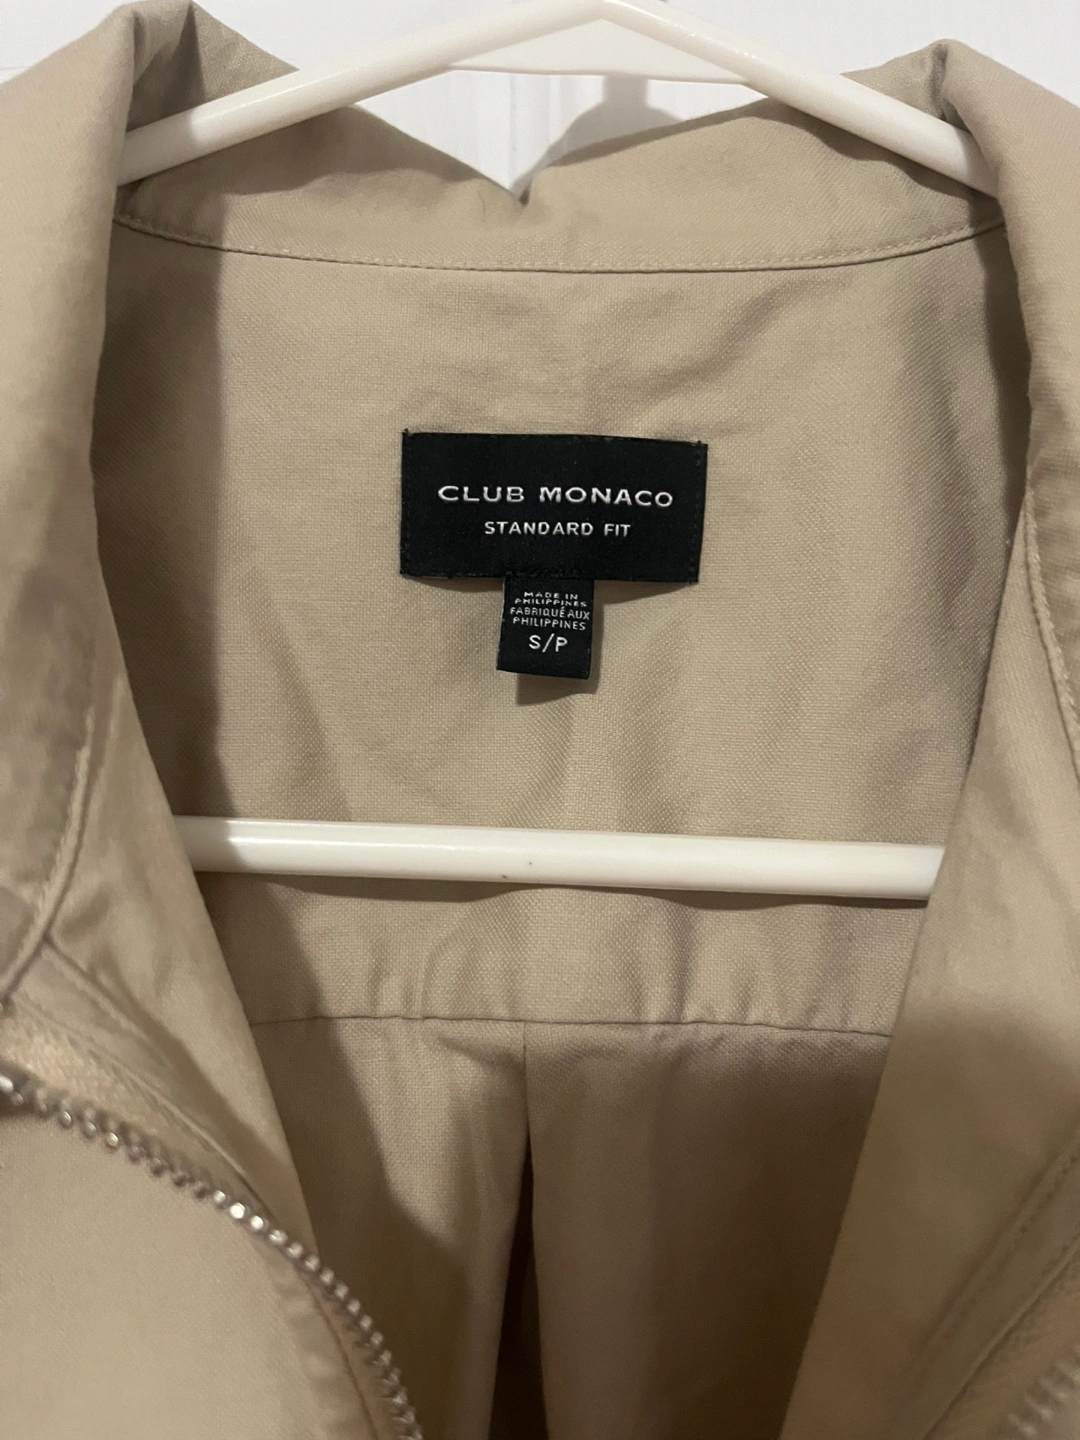 CLUB MONACO
STANDARD FIT
MADE IN
PHILIPPINES
FABRIQUÉ AUX
PHILIPPINES
S/P